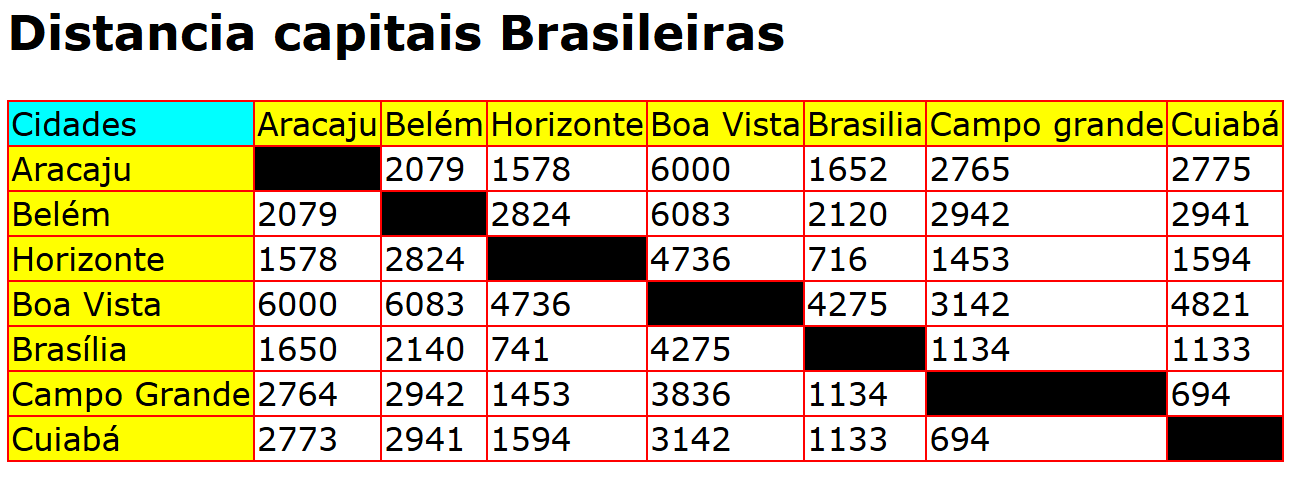 Distancia capitais Brasileiras
Cidades Aracaju Belém Horizonte Boa Vista Brasilia Campo grande Cuiabá
Aracaju 2079 1578 6000 1652 2765 2775
Belém 2079 2824 6083 2120 2942 2941
Horizonte 1578 2824 4736 716 1453 1594
Boa Vista 6000 6083 4736 4275 3142 4821
Brasília 1650 2140 741 4275 1134 1133
Campo Grande 2764 2942 1453 3836 1134 694
Cuiabá 2773 2941 1594 3142 1133 694